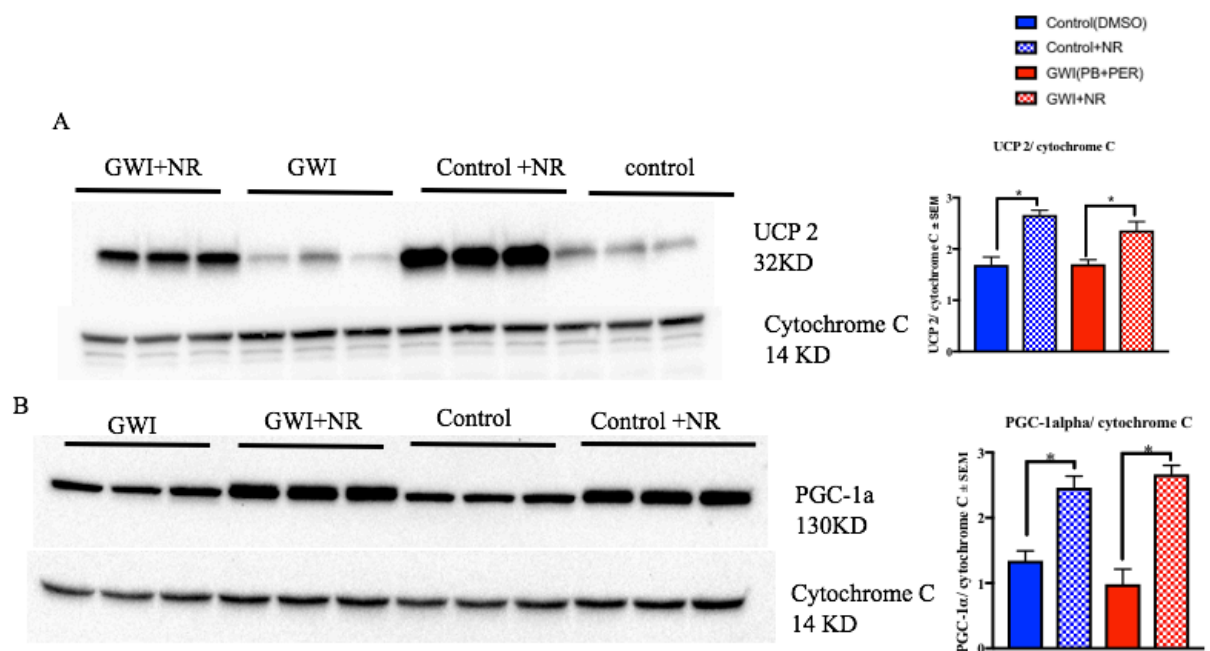 Control(DMSO)
Control+NR
GWI(PB+PER)
GWI+NR
A
GWI+NR GWI Control +NR control
UCP 2
32KD
Cytochrome C
14 KD
UCP 2/ cytochrome C
UCP 2/ cytochrome C ± SEM
3
2
1
0
*
*
B
GWI GWI+NR Control Control +NR
PGC-1a
130KD
Cytochrome C
14 KD
PGC-1alpha/ cytochrome C
PGC-1α/ cytochrome C ± SEM
3
2
1
0
*
*